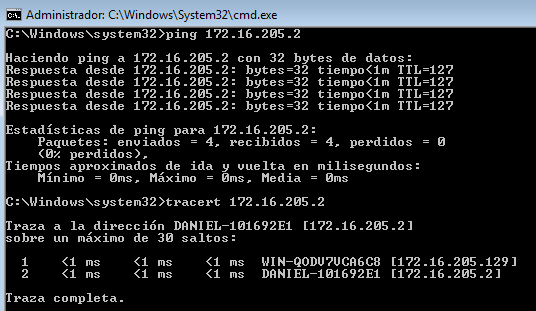 Administrador: C:\Windows\System32\cmd.exe
C:\Windows\system32>ping 172.16.205.2
Haciendo ping a 172.16.205.2 con 32 bytes de datos:
Respuesta desde 172.16.205.2: bytes=32 tiempo<1m TTL=127
Respuesta desde 172.16.205.2: bytes=32 tiempo<1m TTL=127
Respuesta desde 172.16.205.2: bytes=32 tiempo<1m TTL=127
Respuesta desde 172.16.205.2: bytes=32 tiempo<1m TTL=127
Estadísticas de ping para 172.16.205.2:
Paquetes: enviados = 4, recibidos = 4, perdidos = 0
(0% perdidos),
Tiempos aproximados de ida y vuelta en milisegundos:
Mínimo = 0ms, Máximo = 0ms, Media = 0ms
C:\Windows\system32>tracert 172.16.205.2
Traza a la dirección DANIEL-101692E1 [172.16.205.2]
sobre un máximo de 30 saltos:
1 <1 ms <1 ms <1 ms WIN-QODV7VCA6C8 [172.16.205.129]
2 <1 ms <1 ms <1 ms DANIEL-101692E1 [172.16.205.2]
Traza completa.